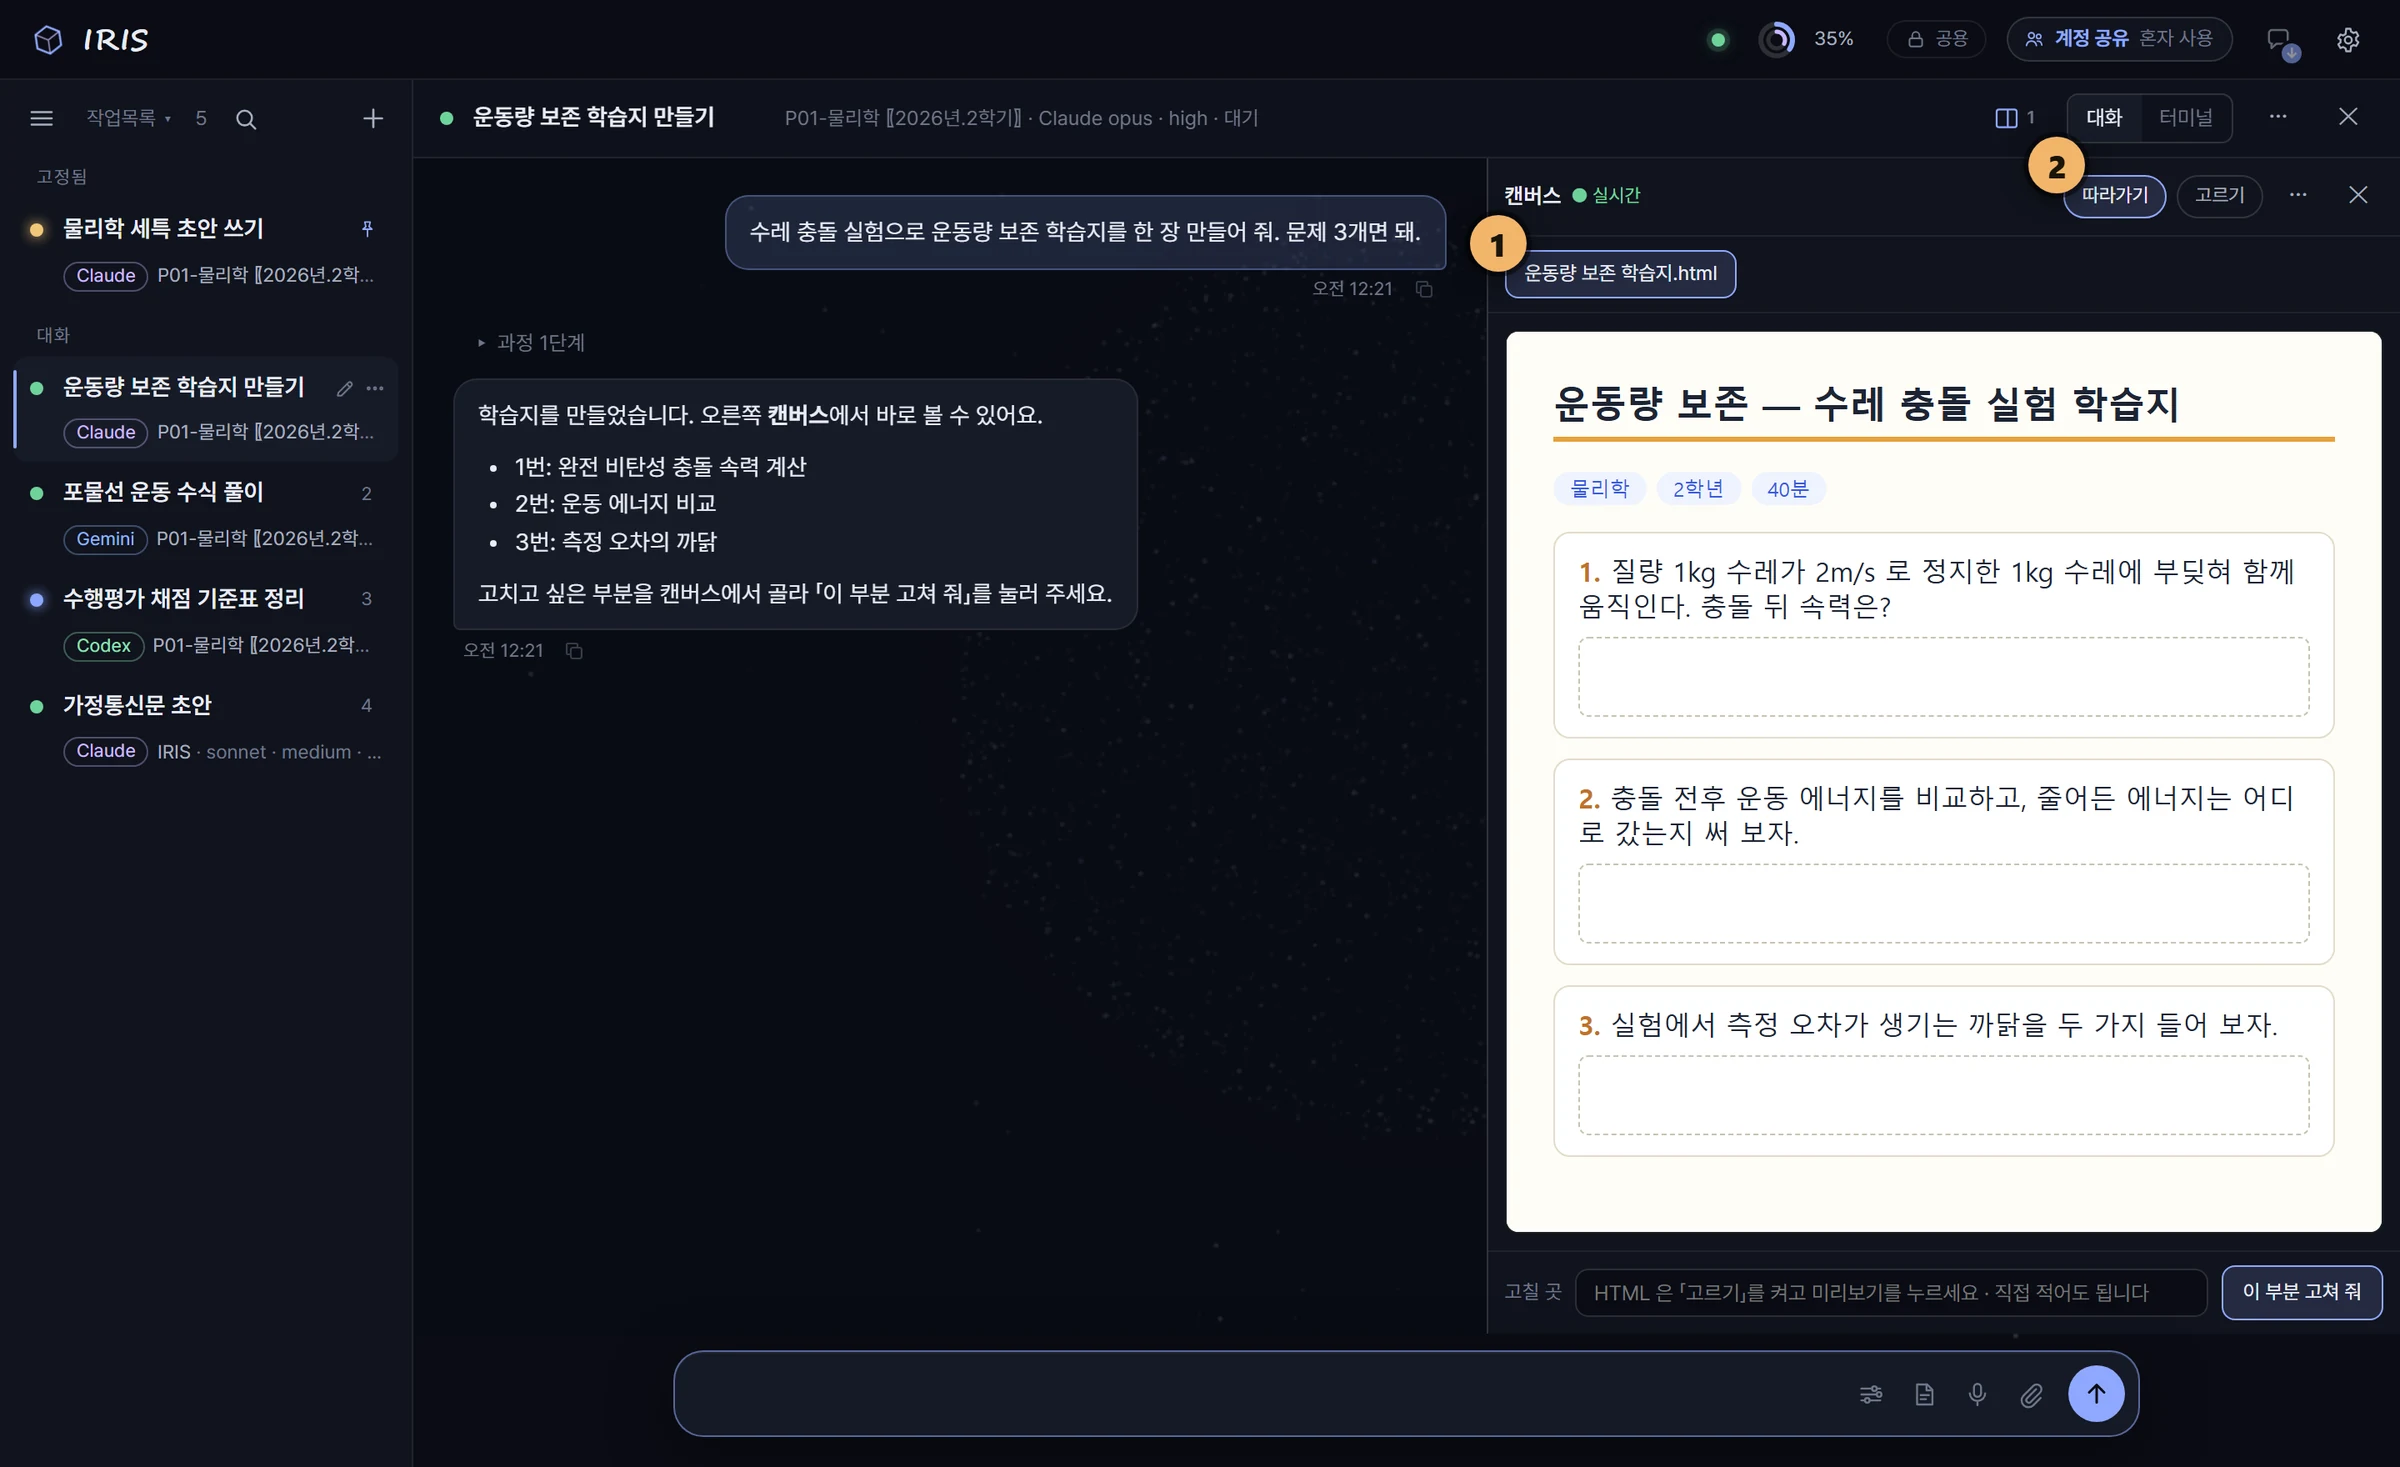 IRIS
35%
공용
계정 공유 혼자 사용
작업목록 5
고정됨
물리학 세특 초안 쓰기
Claude P01-물리학 〖2026년.2학...
대화
운동량 보존 학습지 만들기
Claude P01-물리학 〖2026년.2학...
포물선 운동 수식 풀이 2
Gemini P01-물리학 〖2026년.2학...
수행평가 채점 기준표 정리 3
Codex P01-물리학 〖2026년.2학...
가정통신문 초안 4
Claude IRIS · sonnet · medium · ...
운동량 보존 학습지 만들기 P01-물리학 〖2026년.2학기〗 · Claude opus · high · 대기
1
대화 터미널
수레 충돌 실험으로 운동량 보존 학습지를 한 장 만들어 줘. 문제 3개면 돼.
오전 12:21
과정 1단계
학습지를 만들었습니다. 오른쪽 캔버스에서 바로 볼 수 있어요.
• 1번: 완전 비탄성 충돌 속력 계산
• 2번: 운동 에너지 비교
• 3번: 측정 오차의 까닭
고치고 싶은 부분을 캔버스에서 골라 「이 부분 고쳐 줘」를 눌러 주세요.
오전 12:21
캔버스 실시간
2
따라가기 고르기
1
운동량 보존 학습지.html
운동량 보존 — 수레 충돌 실험 학습지
물리학 2학년 40분
1. 질량 1kg 수레가 2m/s 로 정지한 1kg 수레에 부딪혀 함께
움직인다. 충돌 뒤 속력은?
2. 충돌 전후 운동 에너지를 비교하고, 줄어든 에너지는 어디
로 갔는지 써 보자.
3. 실험에서 측정 오차가 생기는 까닭을 두 가지 들어 보자.
고칠 곳 HTML 은 「고르기」를 켜고 미리보기를 누르세요 · 직접 적어도 됩니다 이 부분 고쳐 줘